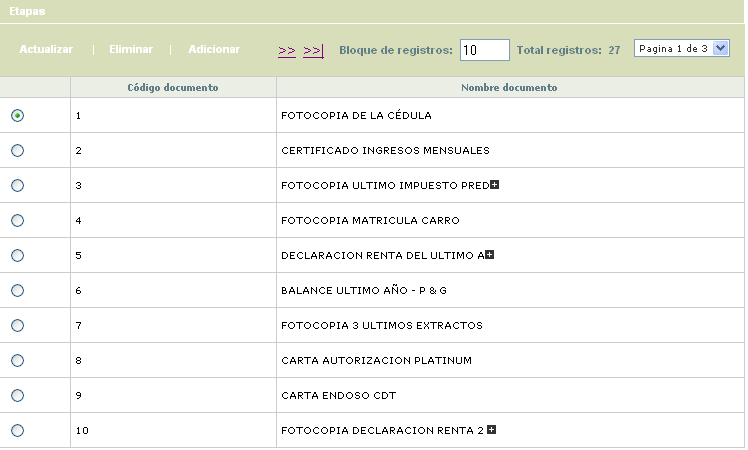 Etapas
Actualizar | Eliminar | Adicionar >> >>| Bloque de registros: 10 Total registros: 27 Pagina 1 de 3
Código documento Nombre documento
1 FOTOCOPIA DE LA CÉDULA
2 CERTIFICADO INGRESOS MENSUALES
3 FOTOCOPIA ULTIMO IMPUESTO PRED
4 FOTOCOPIA MATRICULA CARRO
5 DECLARACION RENTA DEL ULTIMO A
6 BALANCE ULTIMO AÑO - P & G
7 FOTOCOPIA 3 ULTIMOS EXTRACTOS
8 CARTA AUTORIZACION PLATINUM
9 CARTA ENDOSO CDT
10 FOTOCOPIA DECLARACION RENTA 2